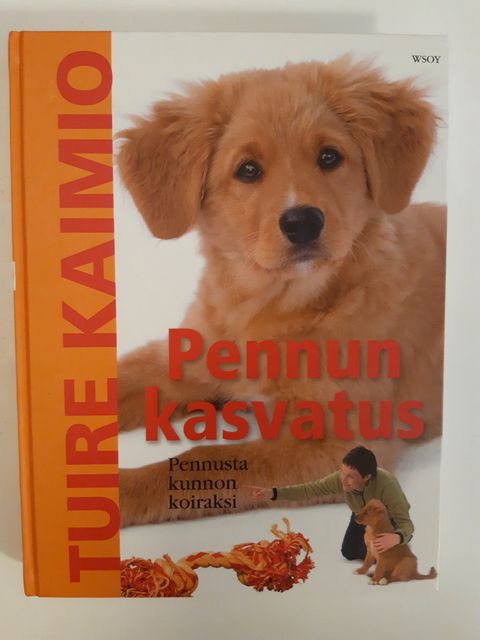 WSOY
TUIRE KAIMIO
Pennun
kasvatus
Pennusta
kunnon
koiraksi